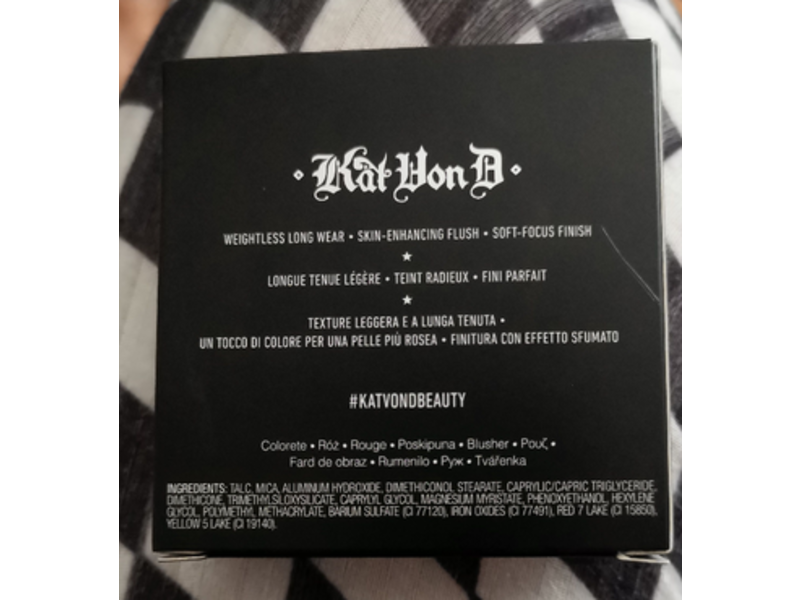 Kat Von D
WEIGHTLESS LONG WEAR • SKIN-ENHANCING FLUSH • SOFT-FOCUS FINISH
★
LONGUE TENUE LÉGÈRE • TEINT RADIEUX • FINI PARFAIT
★
TEXTURE LEGGERA E A LUNGA TENUTA •
UN TOCCO DI COLORE PER UNA PELLE PIÙ ROSEA • FINITURA CON EFFETTO SFUMATO
#KATVONDBEAUTY
Colorete • Róż • Rouge • Poskipuna • Blusher • Ρουζ •
Fard de obraz • Rumenilo • Руж • Tvářenka
INGREDIENTS: TALC, MICA, ALUMINUM HYDROXIDE, DIMETHICONOL STEARATE, CAPRYLIC/CAPRIC TRIGLYCERIDE,
DIMETHICONE, TRIMETHYLSILOXYSILICATE, CAPRYLYL GLYCOL, MAGNESIUM MYRISTATE, PHENOXYETHANOL, HEXYLENE
GLYCOL, POLYMETHYL METHACRYLATE, BARIUM SULFATE (CI 77120), IRON OXIDES (CI 77491), RED 7 LAKE (CI 15850),
YELLOW 5 LAKE (CI 19140).